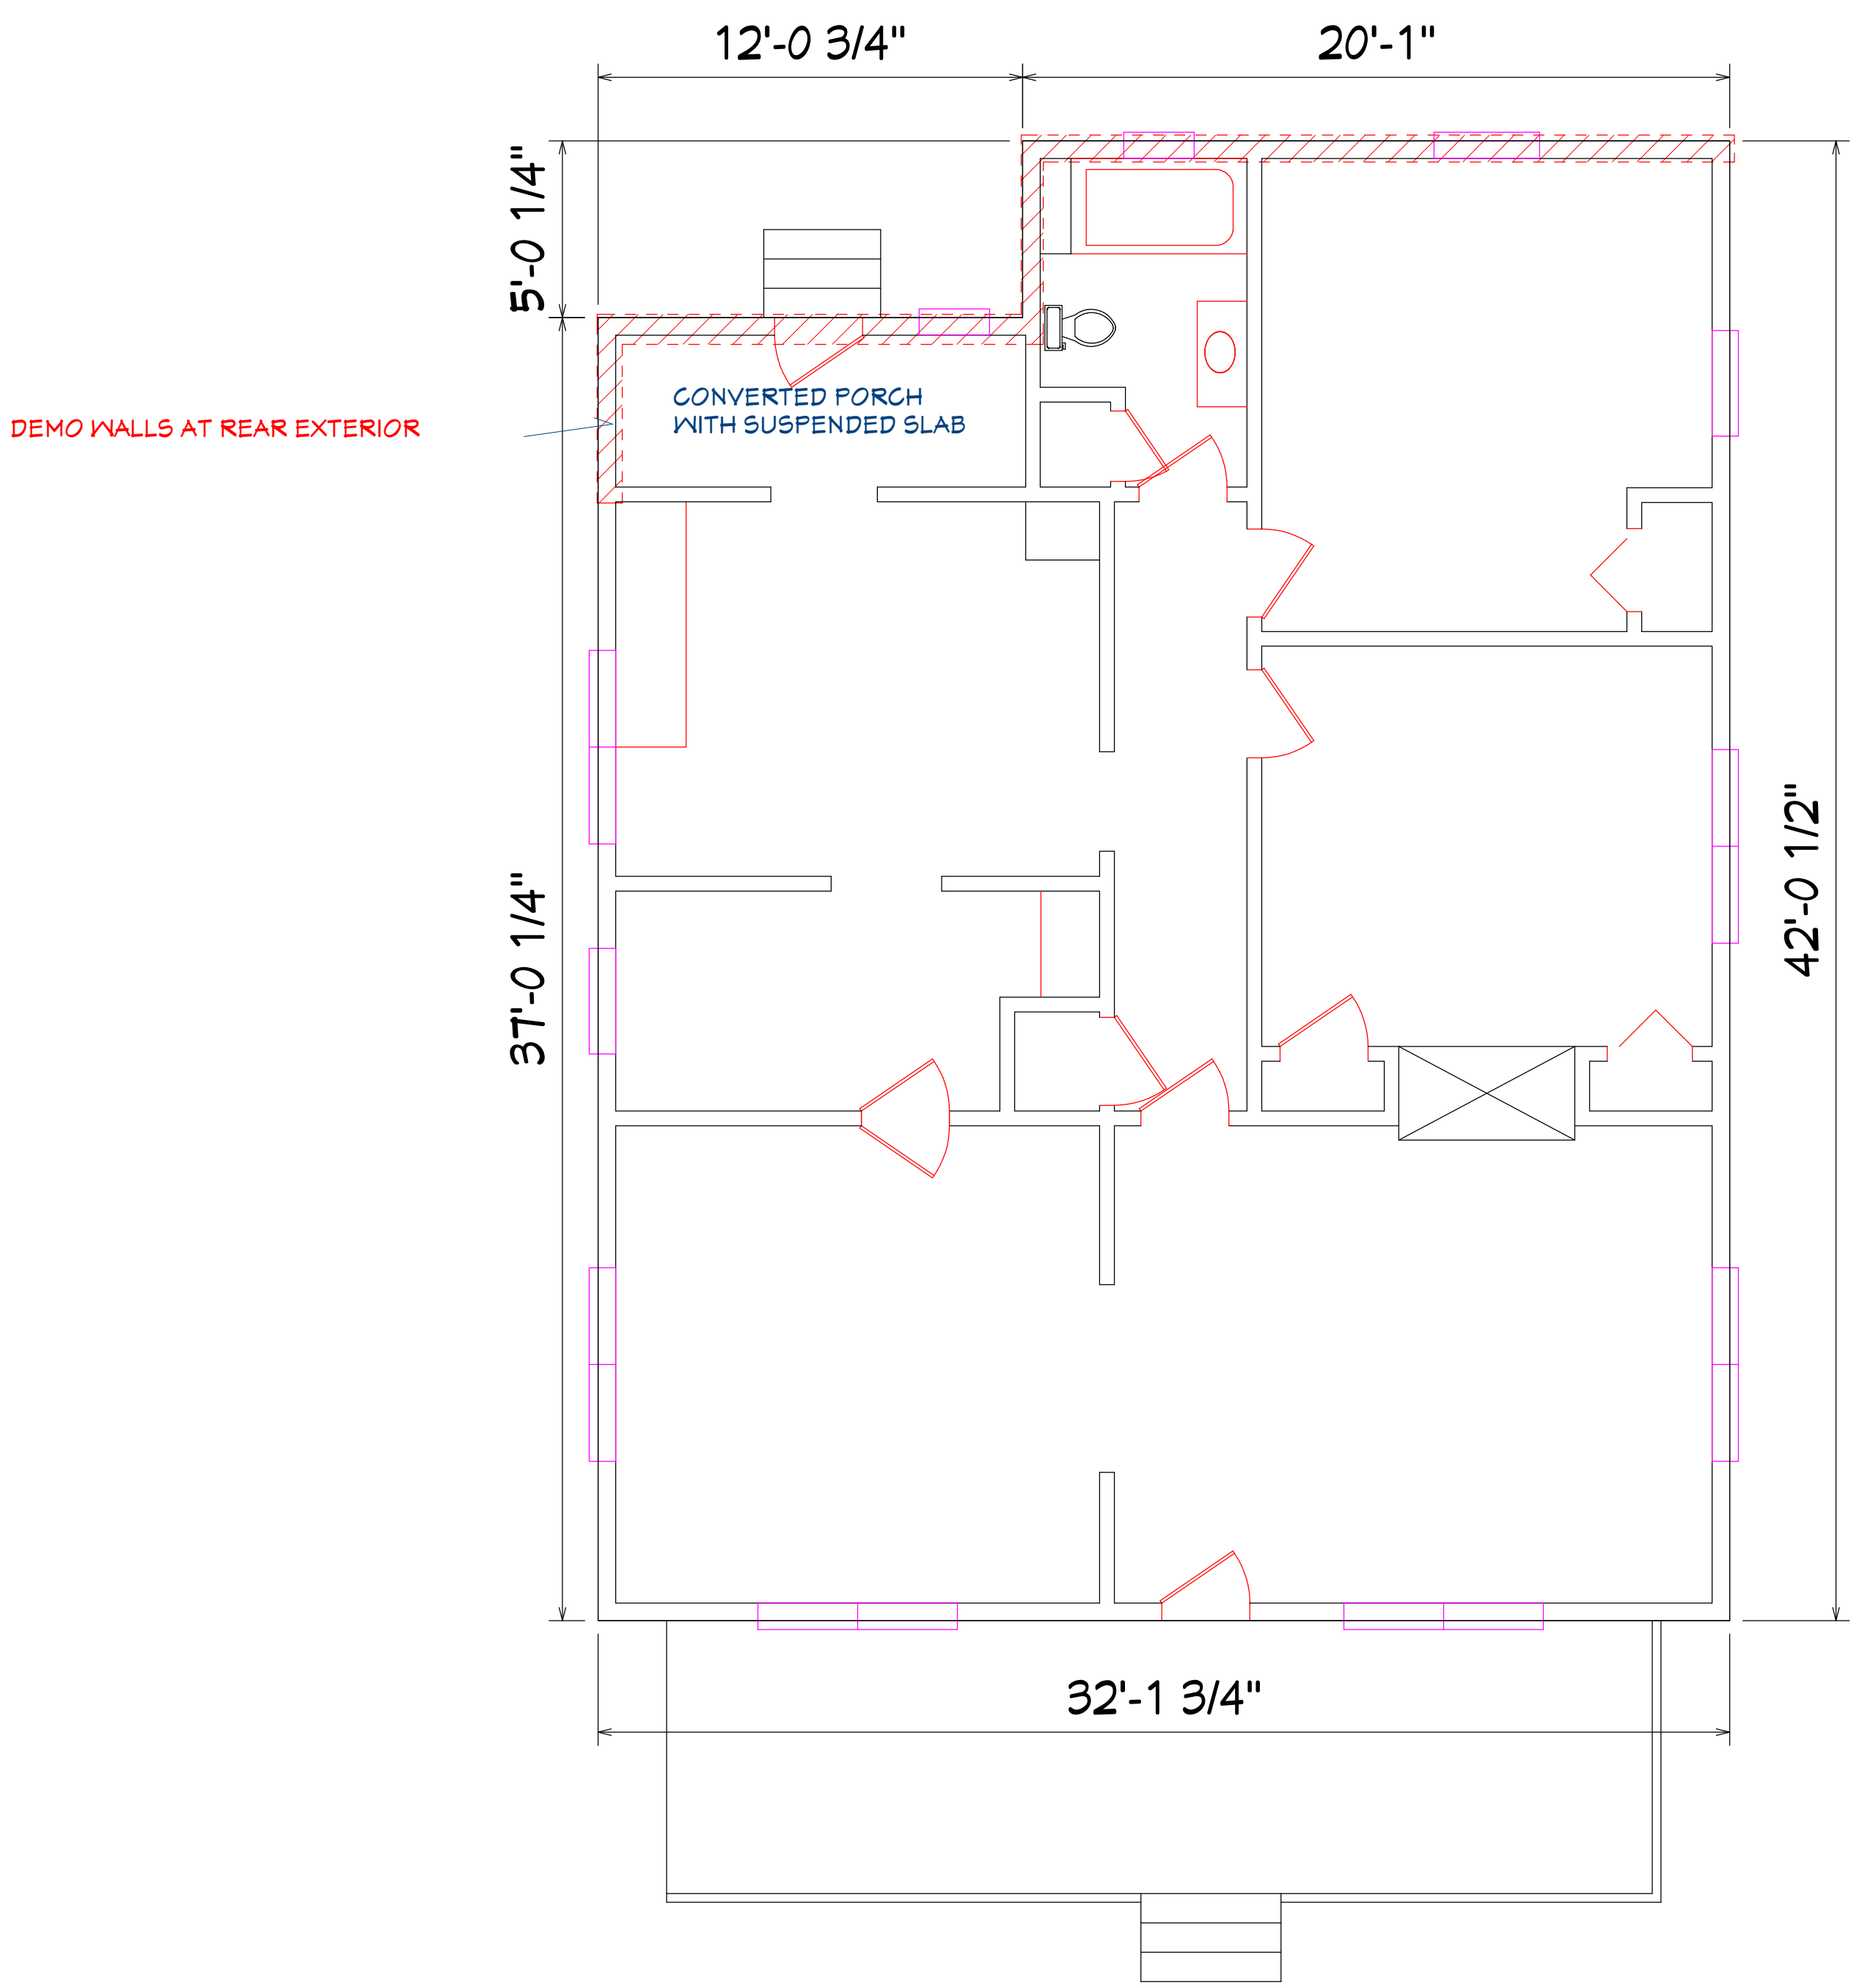 12'-0 3/4"
20'-1"
5'-0 1/4"
CONVERTED PORCH
WITH SUSPENDED SLAB
DEMO WALLS AT REAR EXTERIOR
37'-0 1/4"
42'-0 1/2"
32'-1 3/4"